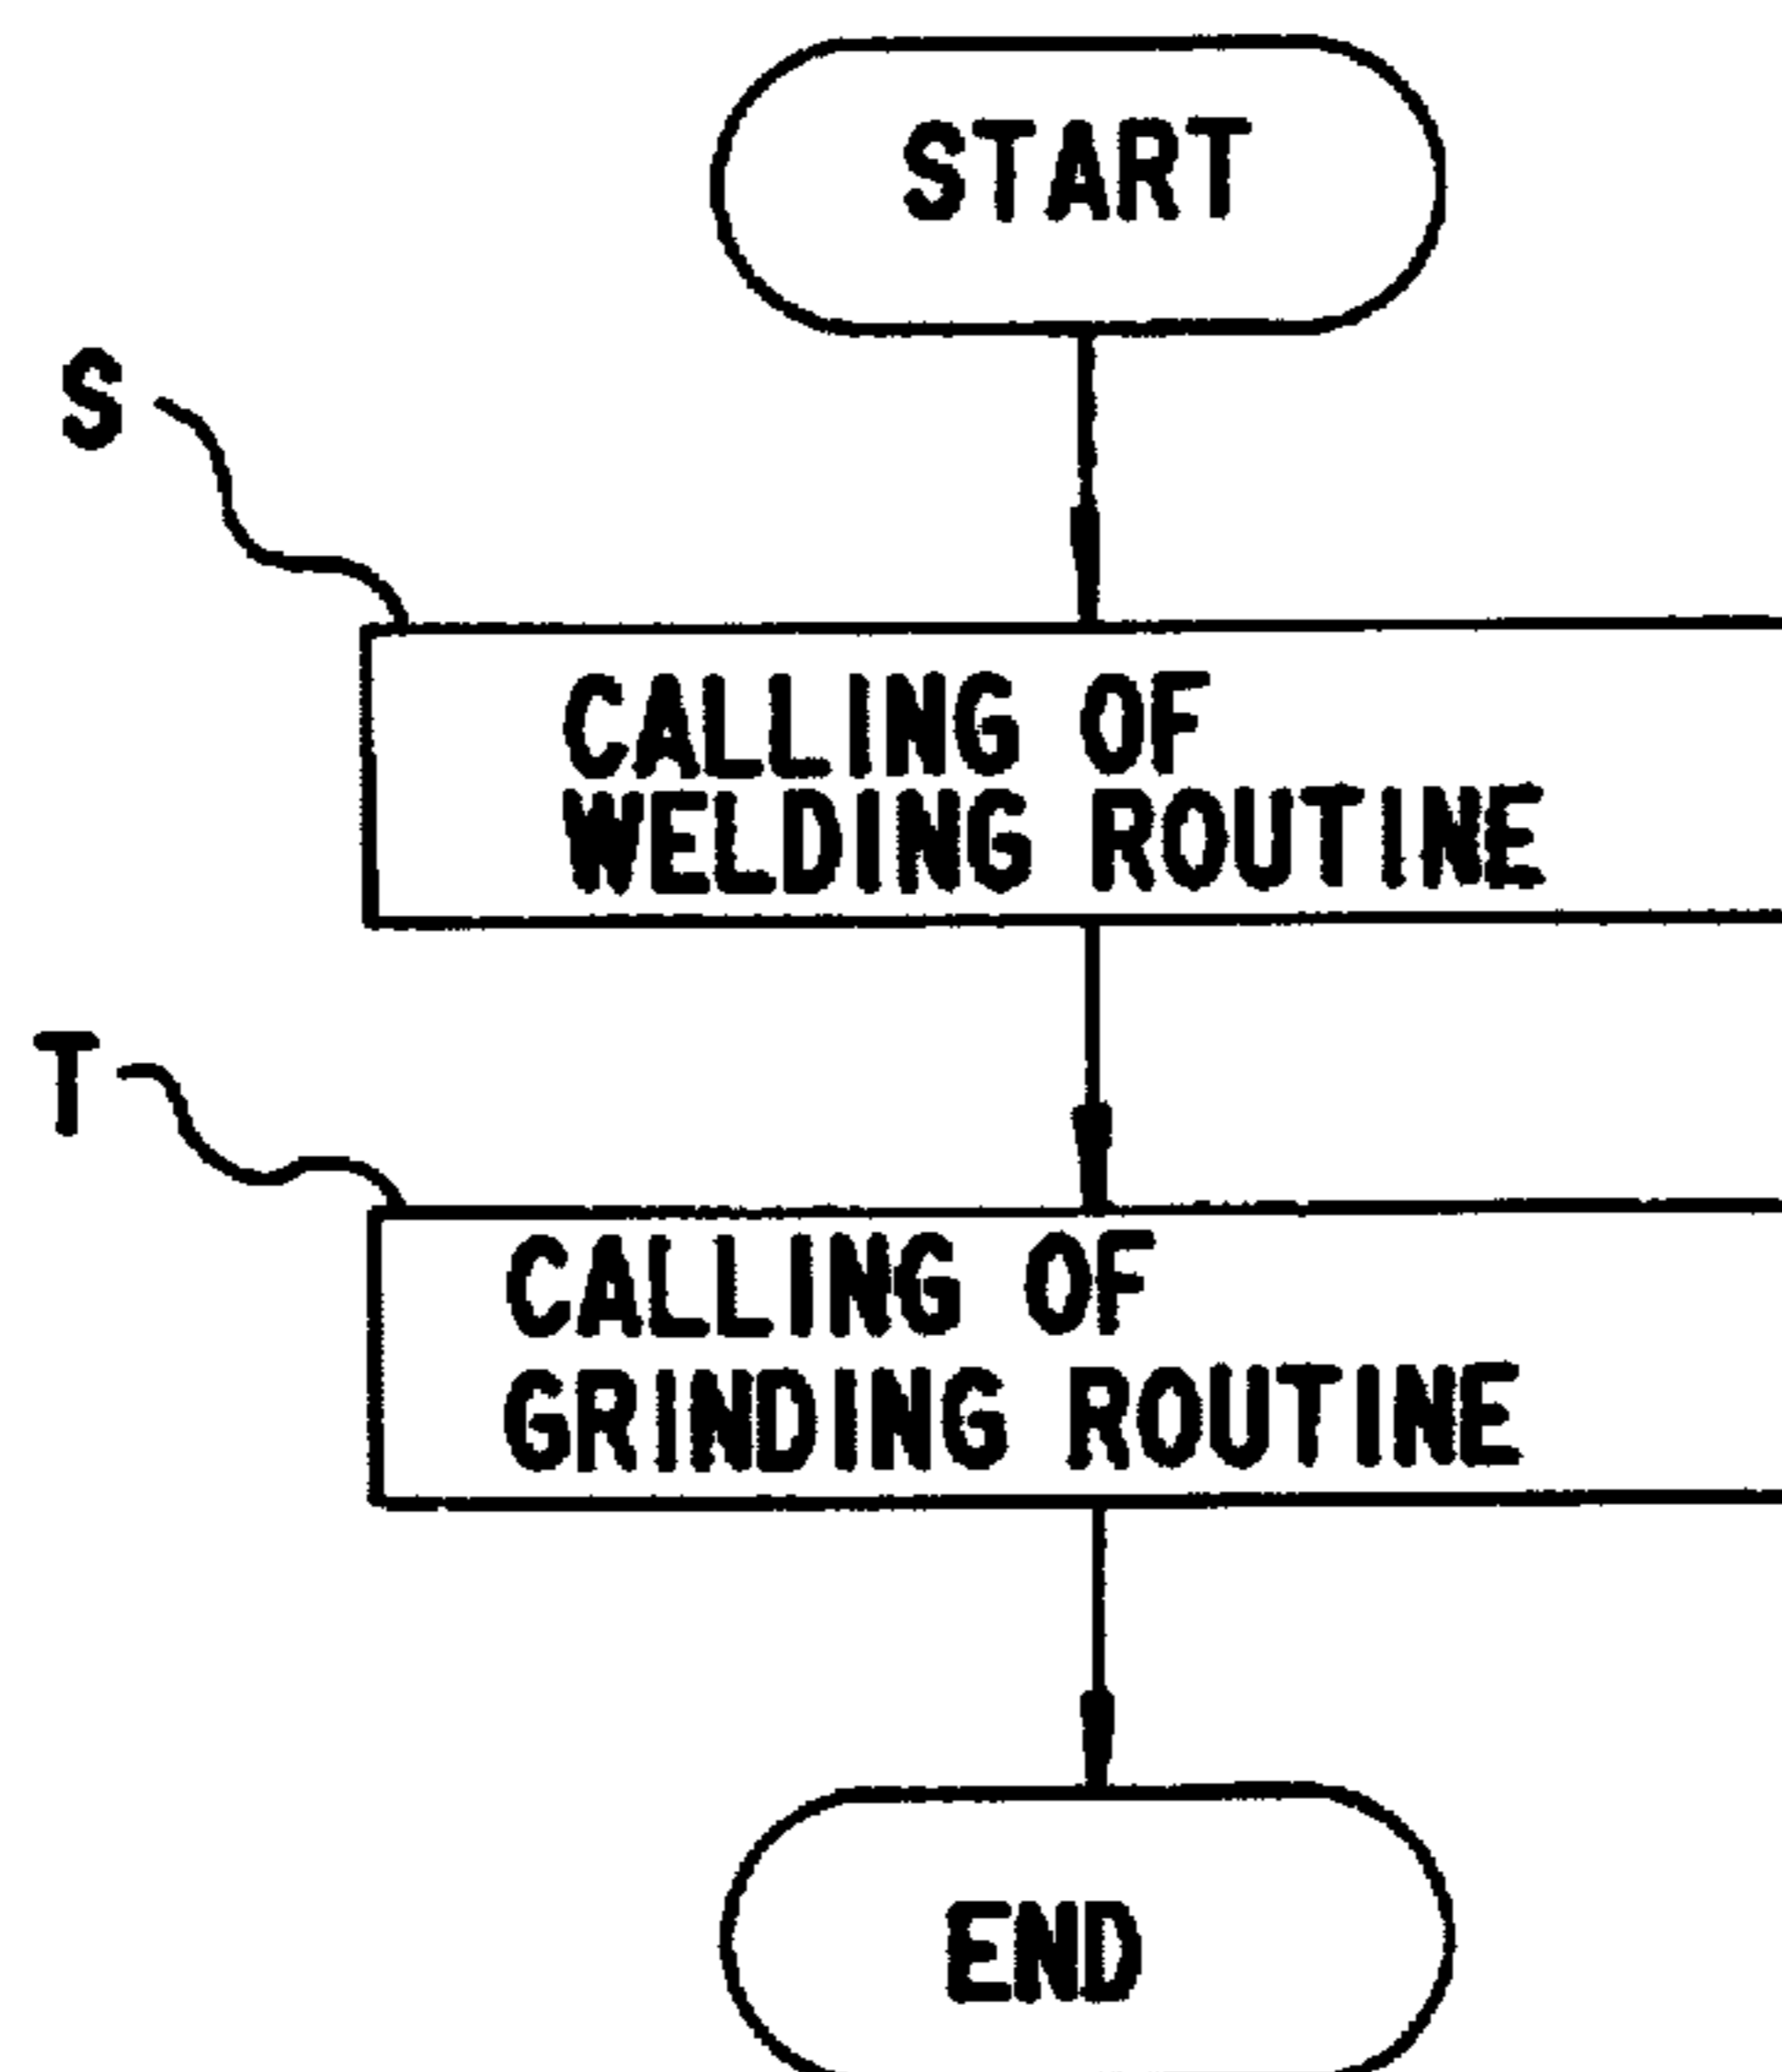 START
S
CALLING OF
WELDING ROUTINE
T
CALLING OF
GRINDING ROUTINE
END